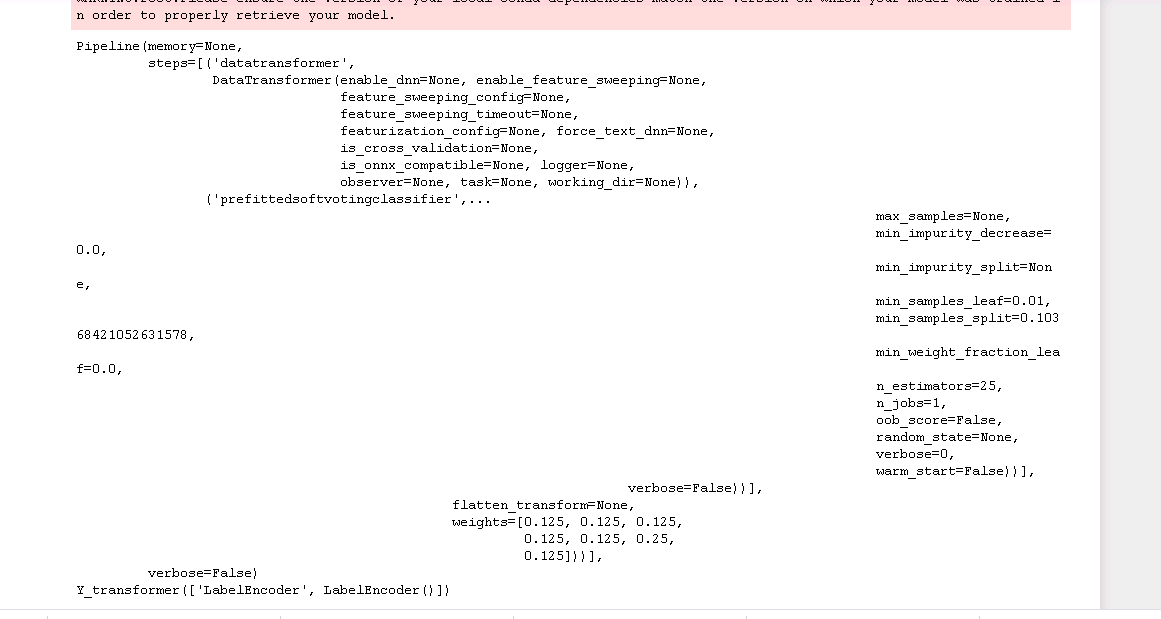 n order to properly retrieve your model.
Pipeline(memory=None,
steps=[('datatransformer',
DataTransformer(enable_dnn=None, enable_feature_sweeping=None,
feature_sweeping_config=None,
feature_sweeping_timeout=None,
featurization_config=None, force_text_dnn=None,
is_cross_validation=None,
is_onnx_compatible=None, logger=None,
observer=None, task=None, working_dir=None)),
('prefittedsoftvotingclassifier',...
max_samples=None,
min_impurity_decrease=
0.0,
min_impurity_split=Non
e,
min_samples_leaf=0.01,
min_samples_split=0.103
68421052631578,
min_weight_fraction_lea
f=0.0,
n_estimators=25,
n_jobs=1,
oob_score=False,
random_state=None,
verbose=0,
warm_start=False))],
verbose=False))],
flatten_transform=None,
weights=[0.125, 0.125, 0.125,
0.125, 0.125, 0.25,
0.125]))],
verbose=False)
Y_transformer(['LabelEncoder', LabelEncoder()])